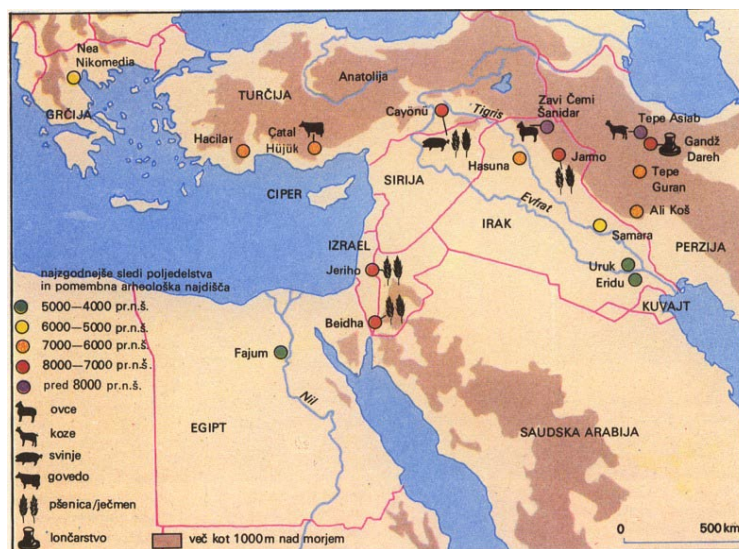 Nea
Nikomedia
GRČIJA
TURČIJA
Anatolija
Hacilar
Çatal
Hüjük
Cayönü
Tigris
Zavi Čemi
Šanidar
Tepe Asiab
Gandž
Dareh
Jarmo
Hasuna
Tepe
Guran
Ali Koš
CIPER
SIRIJA
Evfrat
IRAK
Samara
PERZIJA
IZRAEL
Jeriho
Uruk
Eridu
KUVAJT
Beidha
Fajum
Nil
EGIPT
SAUDSKA ARABIJA
najzgodnejše sledi poljedelstva
in pomembna arheološka najdišča
5000—4000 pr.n.š.
6000—5000 pr.n.š.
7000—6000 pr.n.š.
8000—7000 pr.n.š.
pred 8000 pr.n.š.
ovce
koze
svinje
govedo
pšenica/ječmen
lončarstvo
več kot 1000 m nad morjem
0 500 km